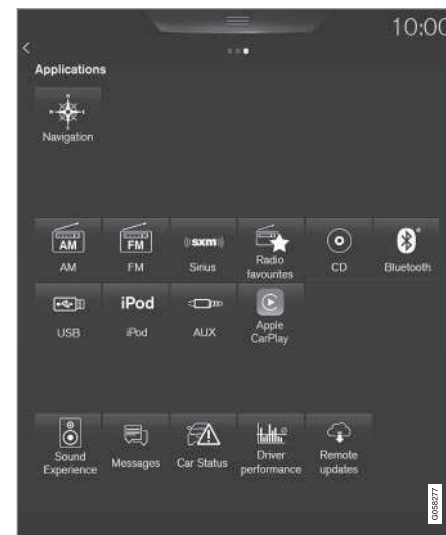 10:00
Applications
Navigation
AM
FM
sxm
AM
FM
Sirius
Radio
favourites
CD
Bluetooth
iPod
USB
iPod
AUX
Apple
CarPlay
Sound
Experience
Messages
Car Status
Driver
performance
Remote
updates
G058277